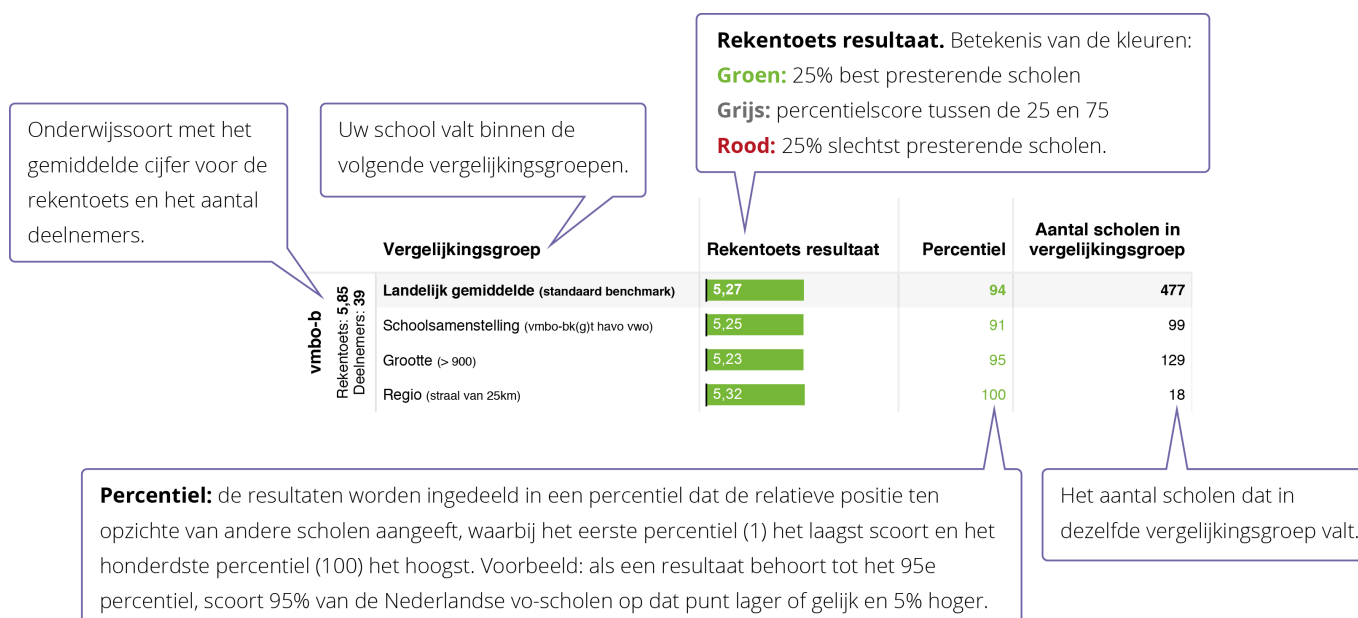 Rekentoets resultaat. Betekenis van de kleuren:
Groen: 25% best presterende scholen
Grijs: percentielscore tussen de 25 en 75
Rood: 25% slechtst presterende scholen.
Onderwijssoort met het
gemiddelde cijfer voor de
rekentoets en het aantal
deelnemers.
Uw school valt binnen de
volgende vergelijkingsgroepen.
Vergelijkingsgroep
Rekentoets resultaat
Percentiel
Aantal scholen in
vergelijkingsgroep
vmbo-b
Rekentoets: 5,85
Deelnemers: 39
Landelijk gemiddelde (standaard benchmark) 5,27 94 477
Schoolsamenstelling (vmbo-bk(g)t havo vwo) 5,25 91 99
Grootte (> 900) 5,23 95 129
Regio (straal van 25km) 5,32 100 18
Percentiel: de resultaten worden ingedeeld in een percentiel dat de relatieve positie ten
opzichte van andere scholen aangeeft, waarbij het eerste percentiel (1) het laagst scoort en het
honderdste percentiel (100) het hoogst. Voorbeeld: als een resultaat behoort tot het 95e
percentiel, scoort 95% van de Nederlandse vo-scholen op dat punt lager of gelijk en 5% hoger.
Het aantal scholen dat in
dezelfde vergelijkingsgroep valt.